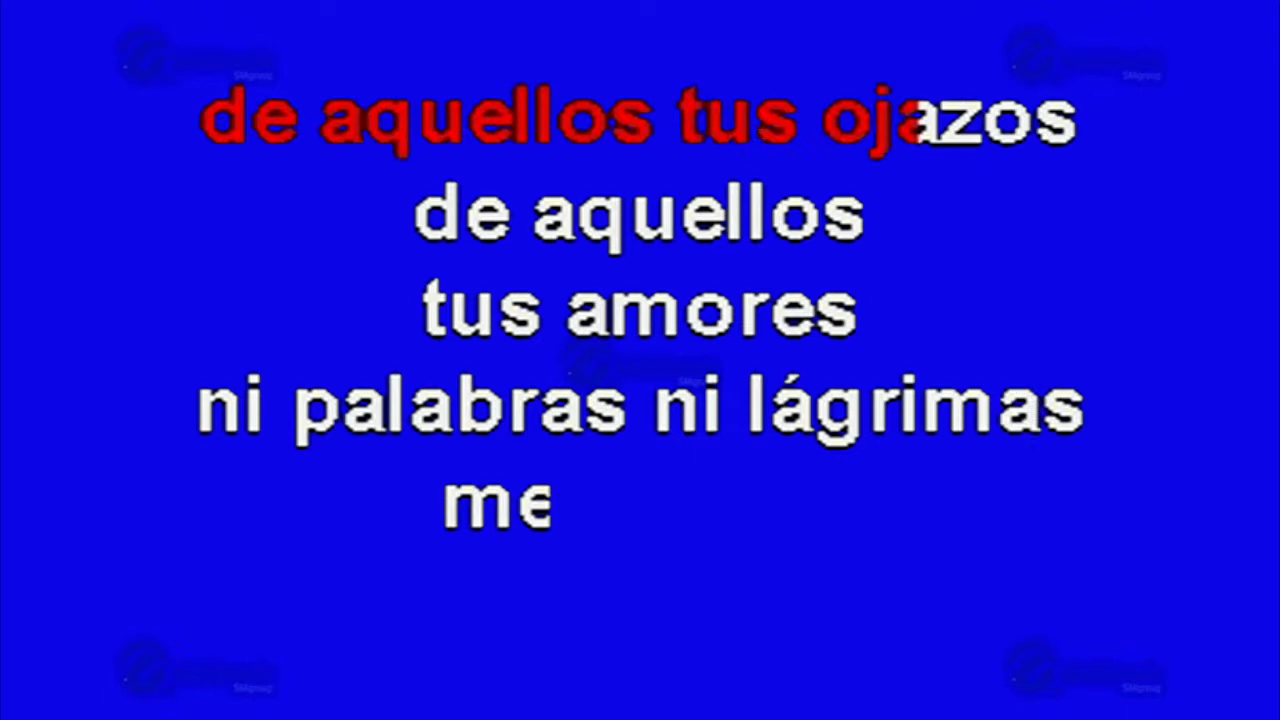 de aquellos tus ojazos
de aquellos
tus amores
ni palabras ni lágrimas
me